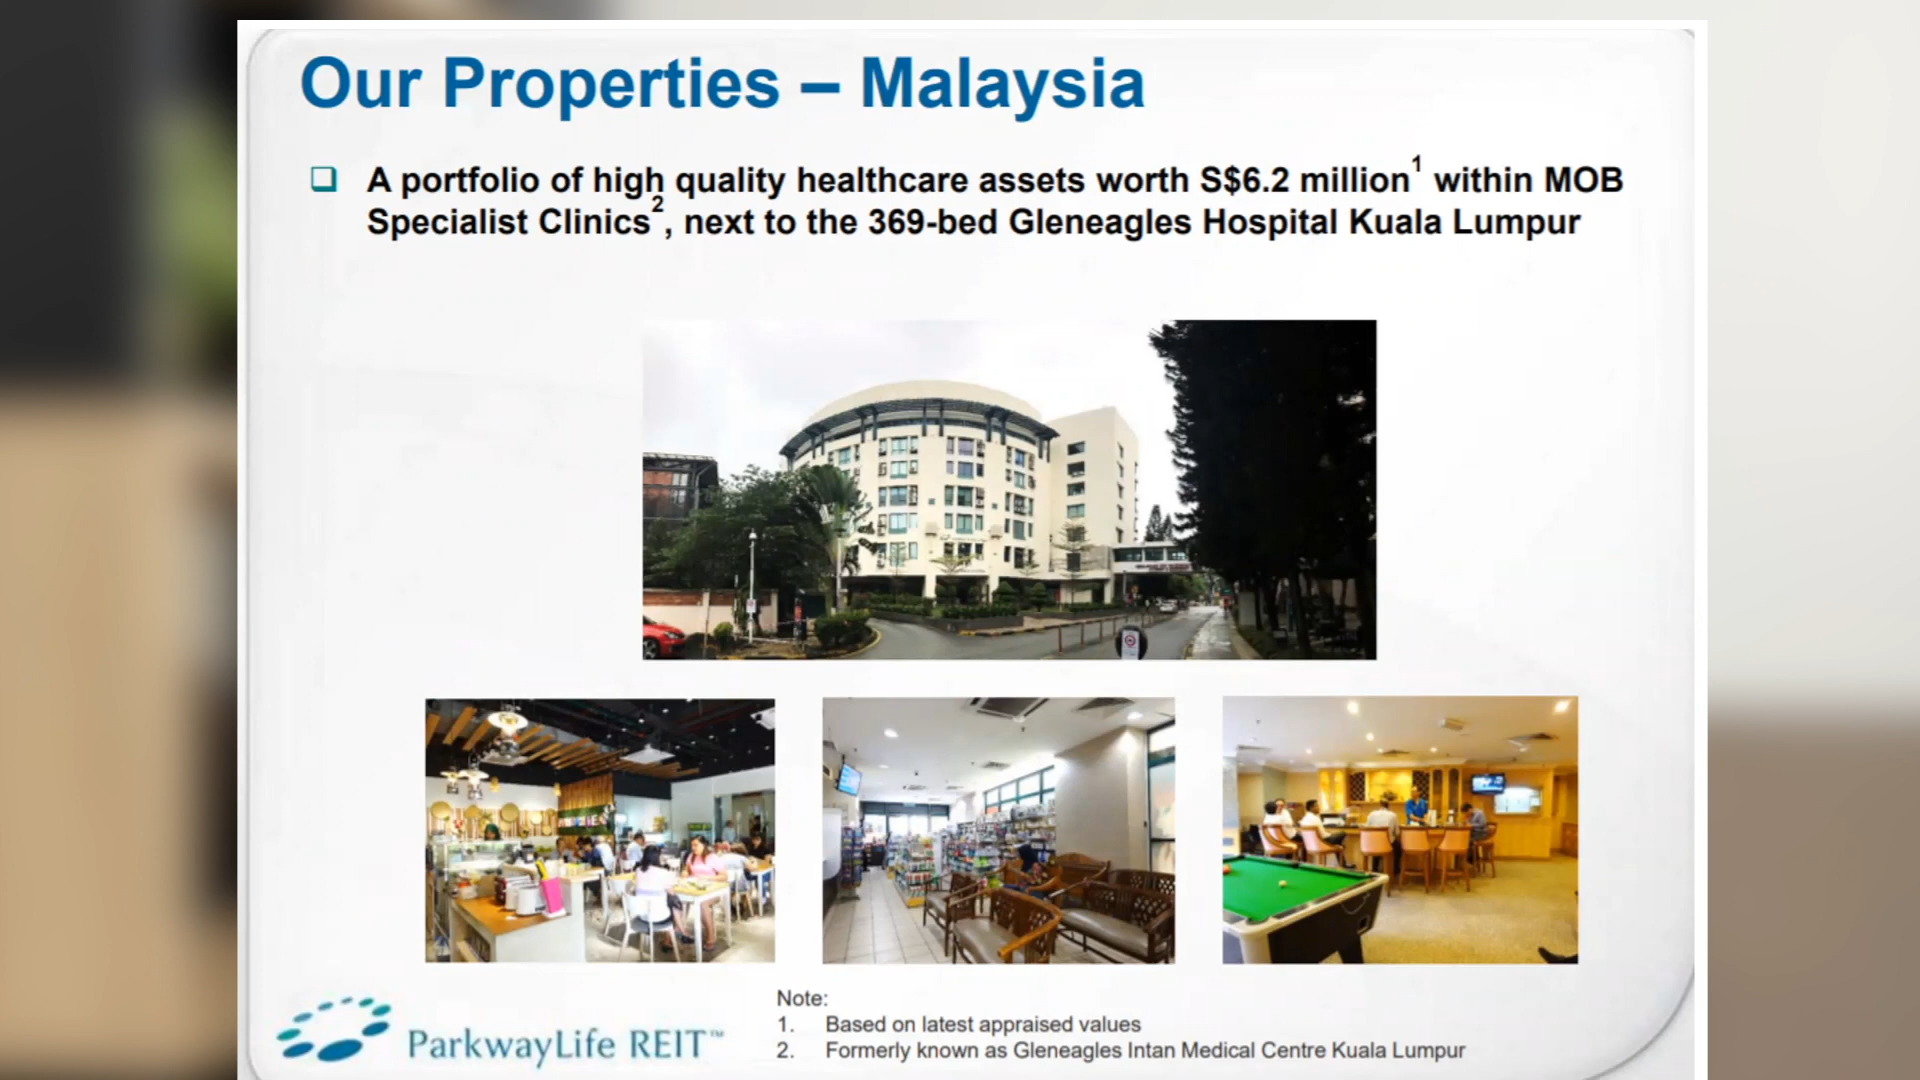 Our Properties – Malaysia
❑ A portfolio of high quality healthcare assets worth S$6.2 million¹ within MOB
Specialist Clinics², next to the 369-bed Gleneagles Hospital Kuala Lumpur
ParkwayLife REIT™
Note:
1. Based on latest appraised values
2. Formerly known as Gleneagles Intan Medical Centre Kuala Lumpur